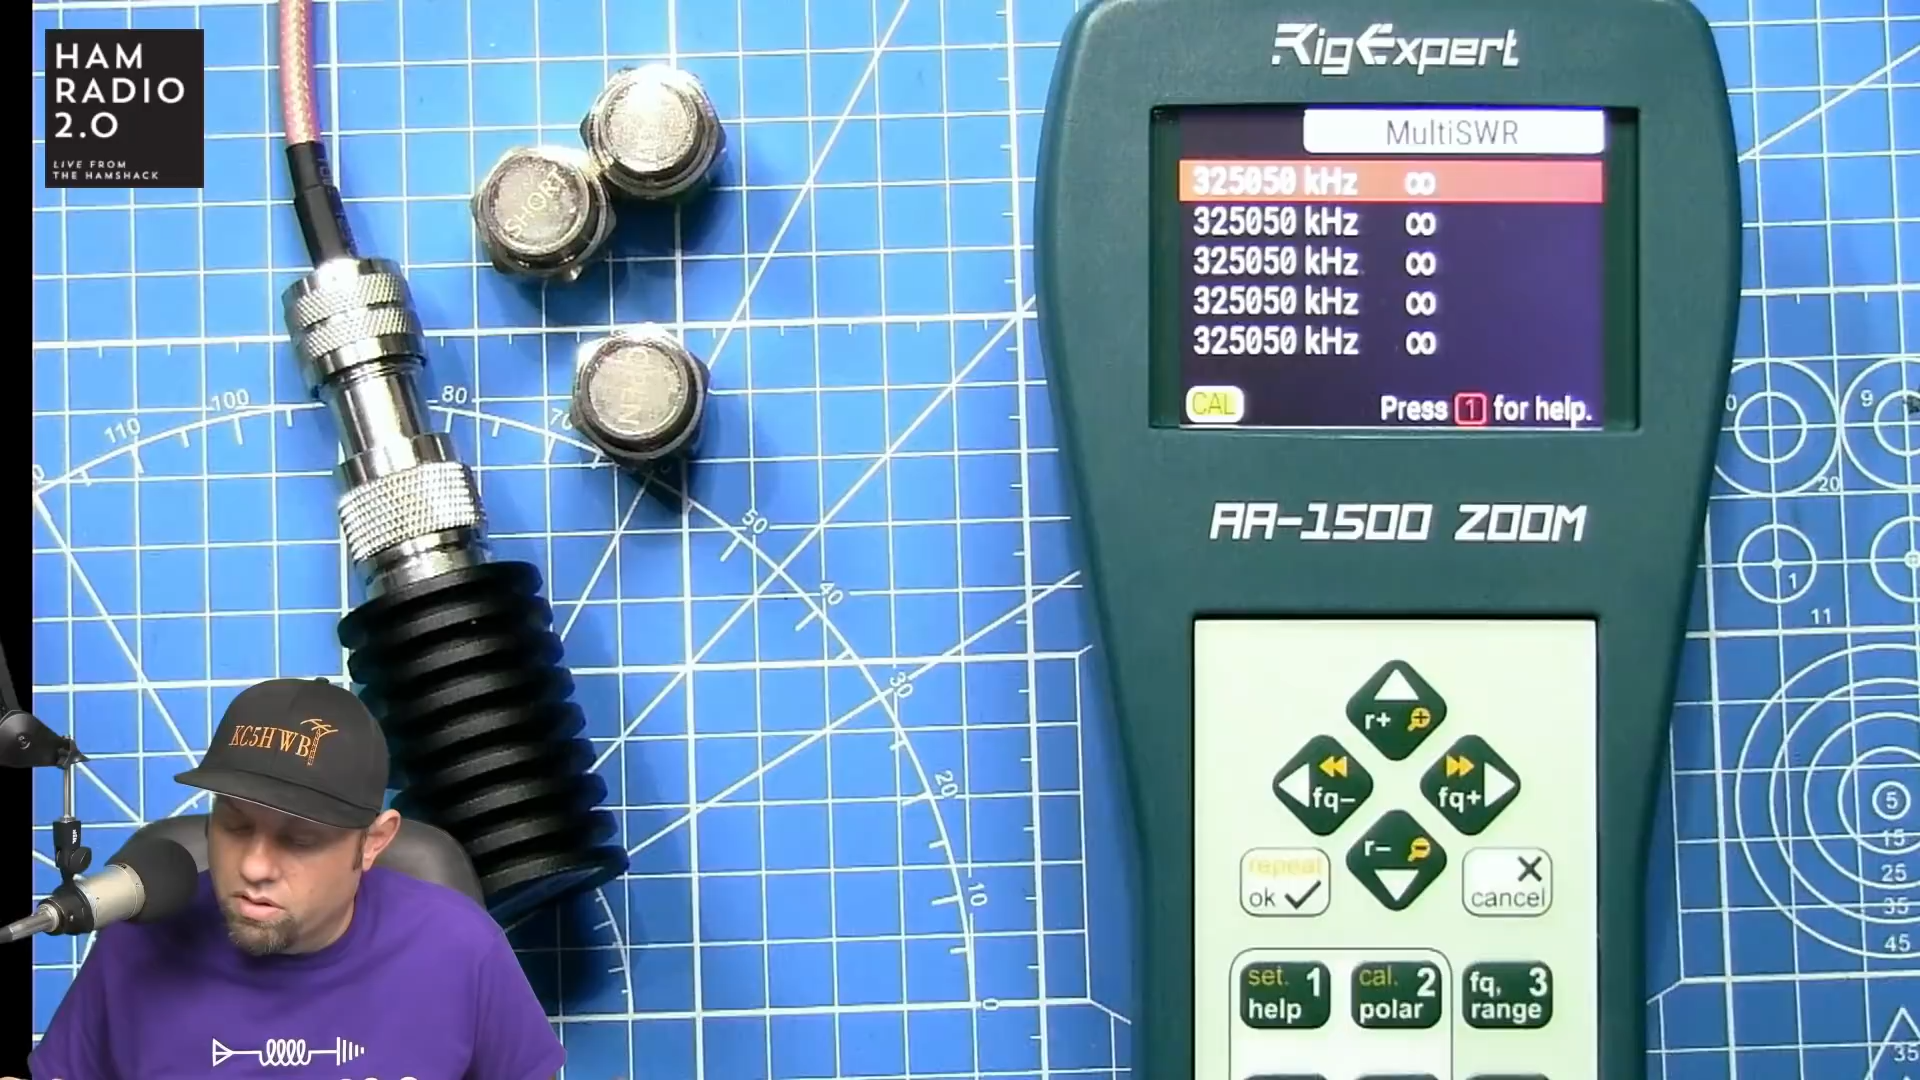 HAM
RADIO
2.0
LIVE FROM
THE HAMSHACK
SHORT
OPEN
KC5HWB
RigExpert
MultiSWR
325050 kHz ∞
325050 kHz ∞
325050 kHz ∞
325050 kHz ∞
325050 kHz ∞
CAL
Press 1 for help.
AA-1500 ZOOM
r+
fq-
fq+
r-
repeat
ok
cancel
set. 1
help
cal. 2
polar
fq, 3
range
110
100
80
50
40
30
20
10
0
9
20
1
11
5
15
25
35
45
35